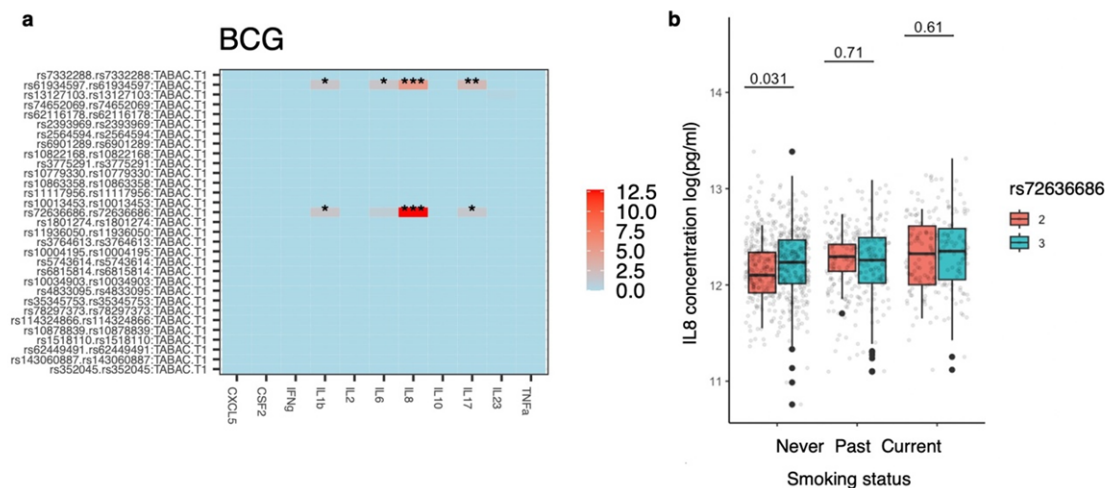 a
BCG
rs7332288.rs7332288:TABAC.T1
rs61934597.rs61934597:TABAC.T1
rs13127103.rs13127103:TABAC.T1
rs74652069.rs74652069:TABAC.T1
rs62116178.rs62116178:TABAC.T1
rs2393969.rs2393969:TABAC.T1
rs2564594.rs2564594:TABAC.T1
rs6901289.rs6901289:TABAC.T1
rs10822168.rs10822168:TABAC.T1
rs3775291.rs3775291:TABAC.T1
rs10779330.rs10779330:TABAC.T1
rs10863358.rs10863358:TABAC.T1
rs11117956.rs11117956:TABAC.T1
rs10013453.rs10013453:TABAC.T1
rs72636686.rs72636686:TABAC.T1
rs1801274.rs1801274:TABAC.T1
rs11936050.rs11936050:TABAC.T1
rs3764613.rs3764613:TABAC.T1
rs10004195.rs10004195:TABAC.T1
rs5743614.rs5743614:TABAC.T1
rs6815814.rs6815814:TABAC.T1
rs10034903.rs10034903:TABAC.T1
rs4833095.rs4833095:TABAC.T1
rs35345753.rs35345753:TABAC.T1
rs78297373.rs78297373:TABAC.T1
rs114324866.rs114324866:TABAC.T1
rs10878839.rs10878839:TABAC.T1
rs1518110.rs1518110:TABAC.T1
rs62449491.rs62449491:TABAC.T1
rs143060887.rs143060887:TABAC.T1
rs352045.rs352045:TABAC.T1
* * *** **
* *** *
CXCL5
CSF2
IFNg
IL1b
IL2
IL6
IL8
IL10
IL17
IL23
TNFa
12.5
10.0
7.5
5.0
2.5
0.0
b
0.031
0.71
0.61
14
13
12
11
IL8 concentration log(pg/ml)
Never Past Current
Smoking status
rs72636686
2
3